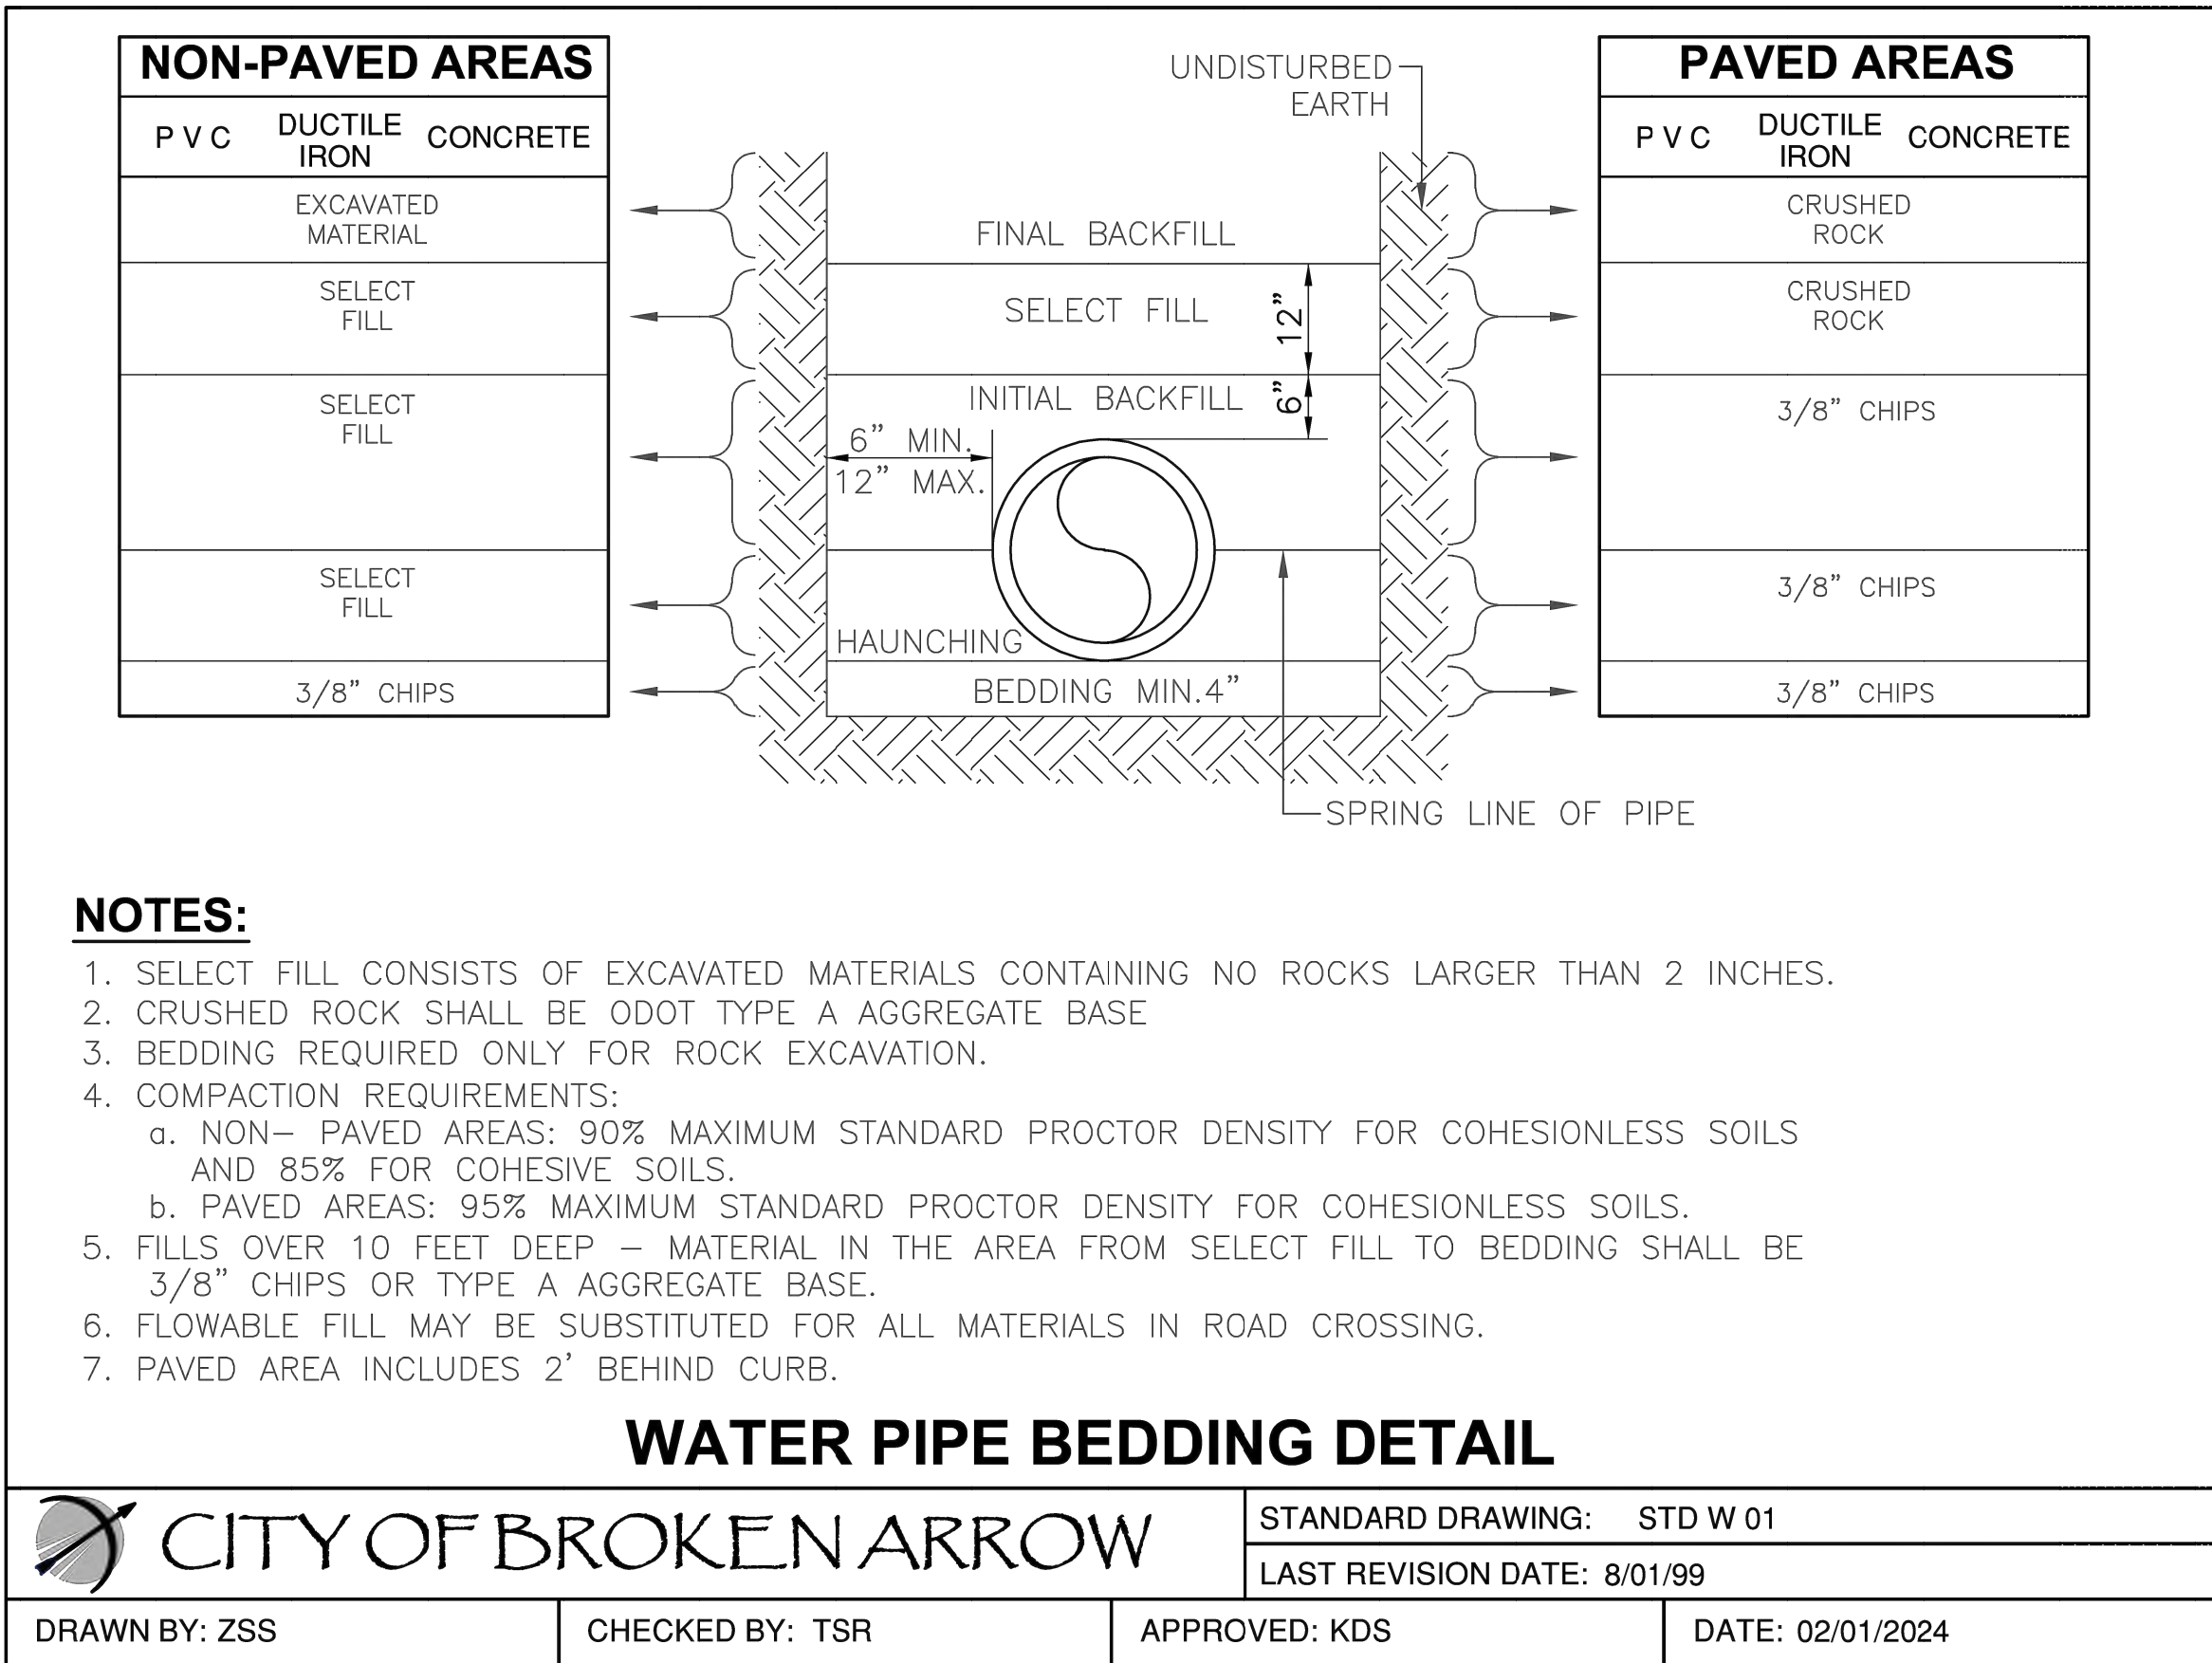 NON-PAVED AREAS
P V C
DUCTILE
IRON
CONCRETE
EXCAVATED
MATERIAL
SELECT
FILL
SELECT
FILL
SELECT
FILL
3/8" CHIPS
UNDISTURBED
EARTH
FINAL BACKFILL
SELECT FILL
12"
INITIAL BACKFILL
6"
6" MIN.
12" MAX.
HAUNCHING
BEDDING MIN.4"
SPRING LINE OF PIPE
PAVED AREAS
P V C
DUCTILE
IRON
CONCRETE
CRUSHED
ROCK
CRUSHED
ROCK
3/8" CHIPS
3/8" CHIPS
3/8" CHIPS
NOTES:
1. SELECT FILL CONSISTS OF EXCAVATED MATERIALS CONTAINING NO ROCKS LARGER THAN 2 INCHES.
2. CRUSHED ROCK SHALL BE ODOT TYPE A AGGREGATE BASE
3. BEDDING REQUIRED ONLY FOR ROCK EXCAVATION.
4. COMPACTION REQUIREMENTS:
a. NON- PAVED AREAS: 90% MAXIMUM STANDARD PROCTOR DENSITY FOR COHESIONLESS SOILS
AND 85% FOR COHESIVE SOILS.
b. PAVED AREAS: 95% MAXIMUM STANDARD PROCTOR DENSITY FOR COHESIONLESS SOILS.
5. FILLS OVER 10 FEET DEEP - MATERIAL IN THE AREA FROM SELECT FILL TO BEDDING SHALL BE
3/8" CHIPS OR TYPE A AGGREGATE BASE.
6. FLOWABLE FILL MAY BE SUBSTITUTED FOR ALL MATERIALS IN ROAD CROSSING.
7. PAVED AREA INCLUDES 2' BEHIND CURB.
WATER PIPE BEDDING DETAIL
CITY OF BROKEN ARROW
STANDARD DRAWING: STD W 01
LAST REVISION DATE: 8/01/99
DRAWN BY: ZSS
CHECKED BY: TSR
APPROVED: KDS
DATE: 02/01/2024